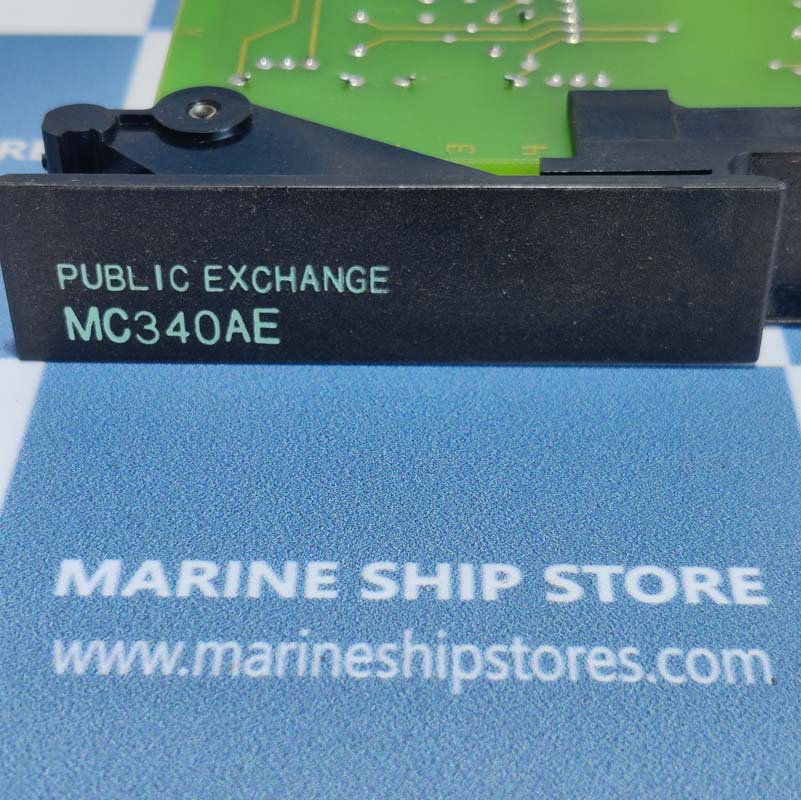 PUBLIC EXCHANGE
MC340AE
MARINE SHIP STORE
www.marineshipstores.com